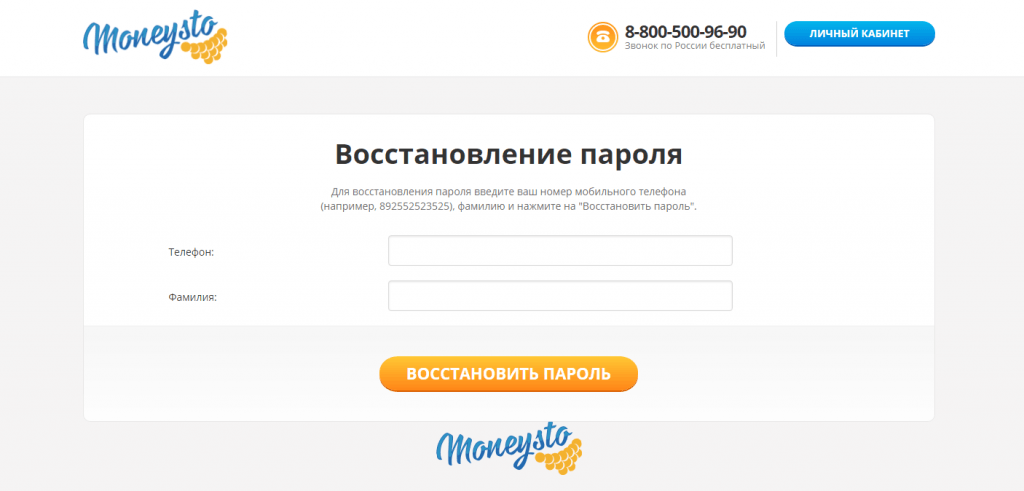 Moneysto
8-800-500-96-90
Звонок по России бесплатный
ЛИЧНЫЙ КАБИНЕТ
Восстановление пароля
Для восстановления пароля введите ваш номер мобильного телефона
(например, 892552523525), фамилию и нажмите на "Восстановить пароль".
Телефон:
Фамилия:
ВОССТАНОВИТЬ ПАРОЛЬ
Moneysto